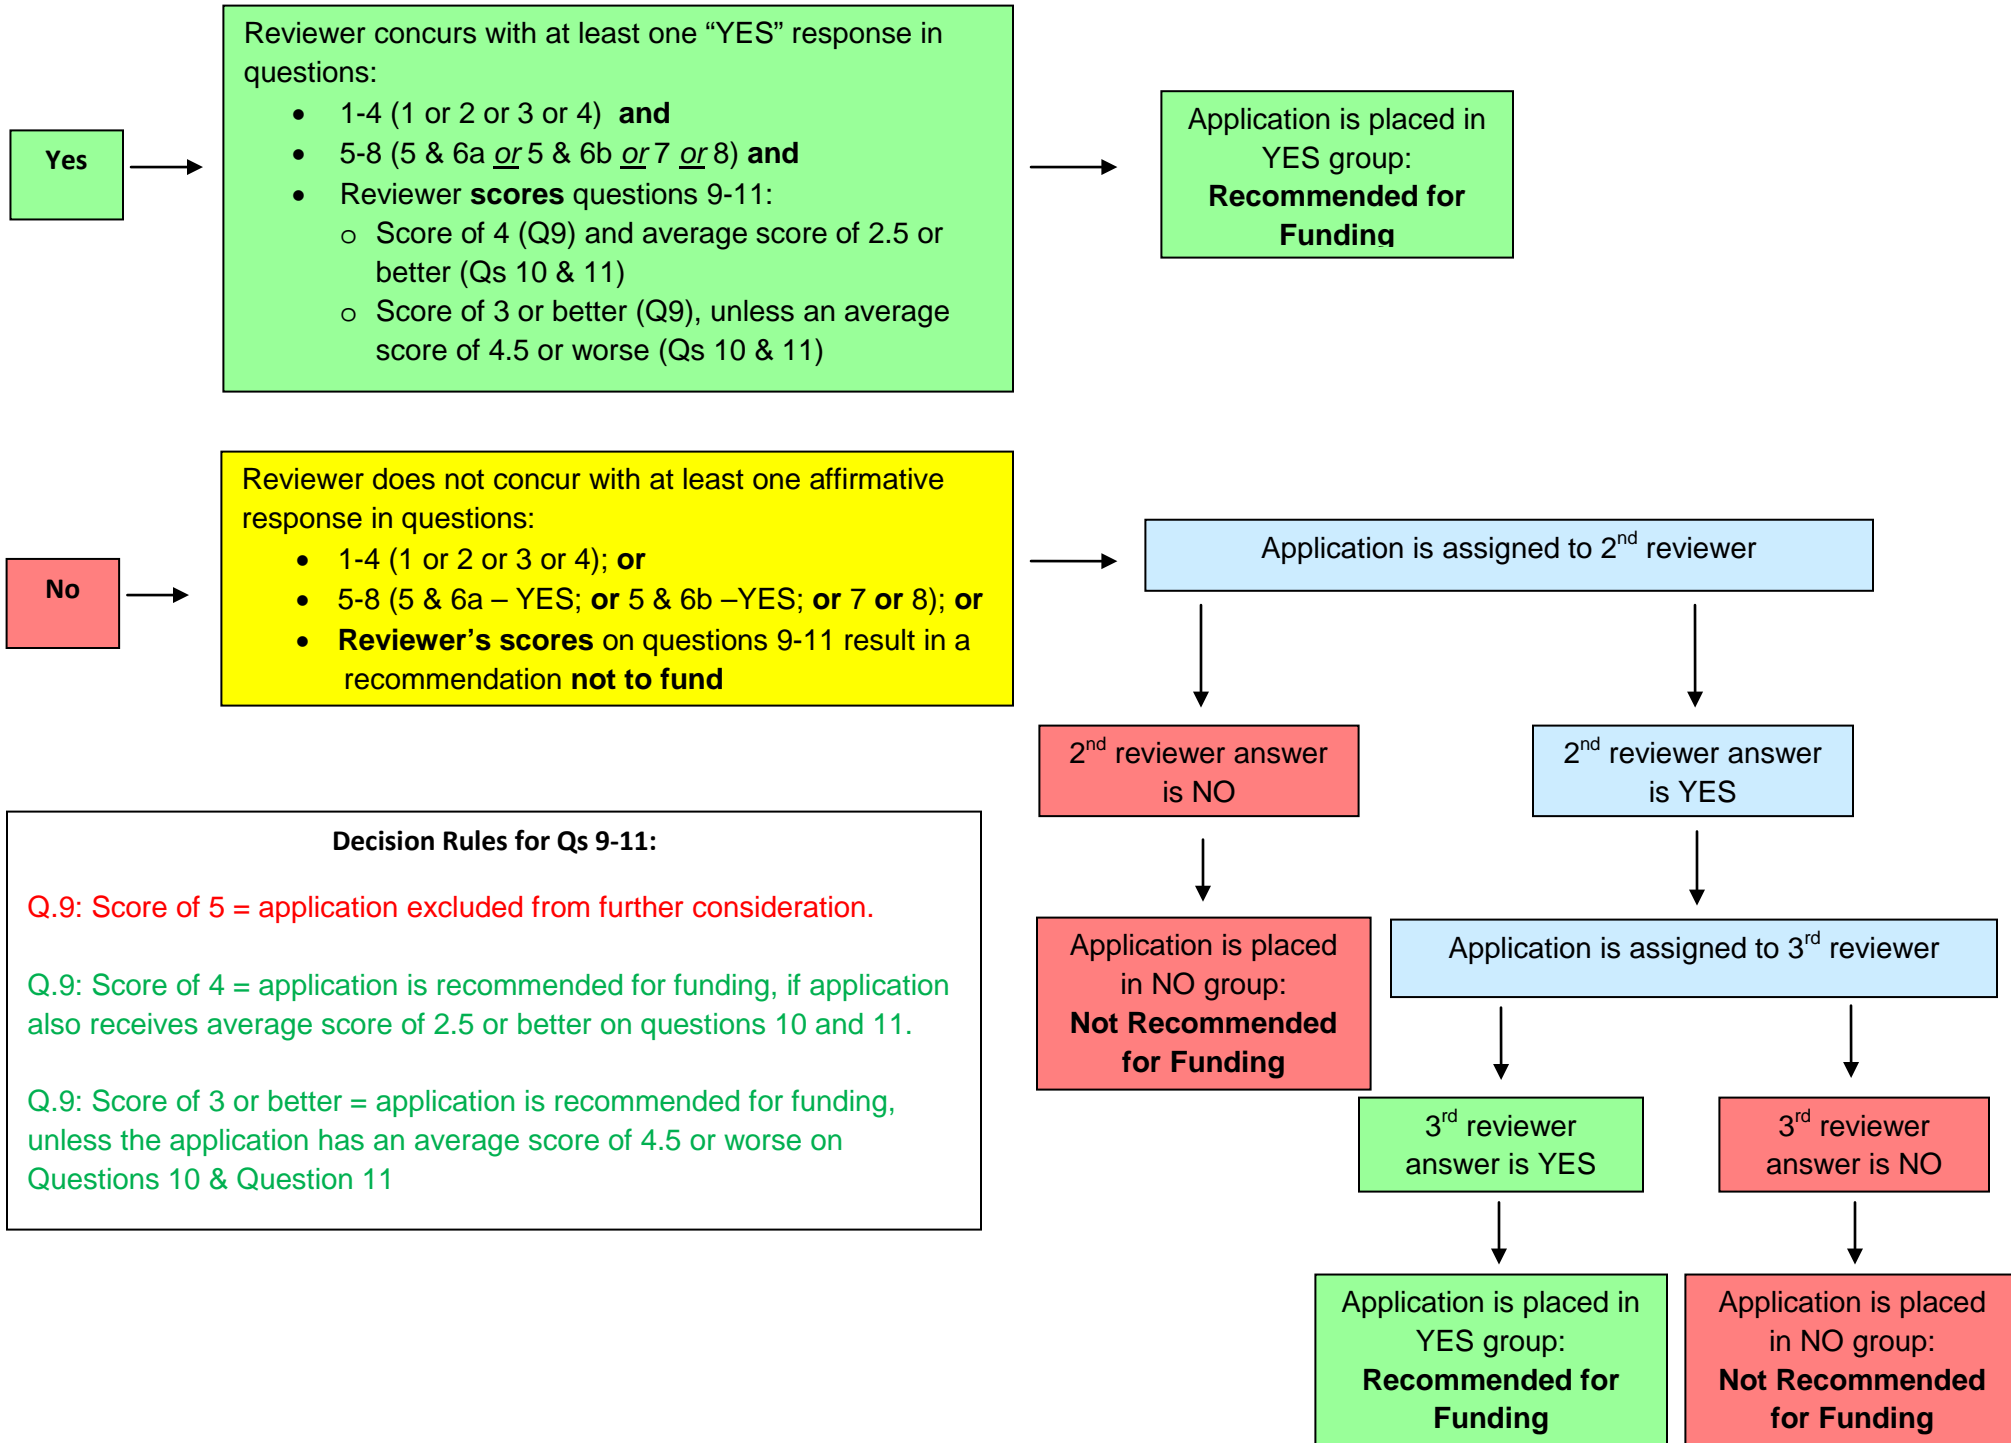 Yes
Reviewer concurs with at least one “YES” response in
questions:
• 1-4 (1 or 2 or 3 or 4) and
• 5-8 (5 & 6a or 5 & 6b or 7 or 8) and
• Reviewer scores questions 9-11:
o Score of 4 (Q9) and average score of 2.5 or
better (Qs 10 & 11)
o Score of 3 or better (Q9), unless an average
score of 4.5 or worse (Qs 10 & 11)
Application is placed in
YES group:
Recommended for
Funding
No
Reviewer does not concur with at least one affirmative
response in questions:
• 1-4 (1 or 2 or 3 or 4); or
• 5-8 (5 & 6a – YES; or 5 & 6b –YES; or 7 or 8); or
• Reviewer’s scores on questions 9-11 result in a
recommendation not to fund
Application is assigned to 2nd reviewer
2nd reviewer answer
is NO
2nd reviewer answer
is YES
Application is placed
in NO group:
Not Recommended
for Funding
Application is assigned to 3rd reviewer
3rd reviewer
answer is YES
3rd reviewer
answer is NO
Application is placed in
YES group:
Recommended for
Funding
Application is placed
in NO group:
Not Recommended
for Funding
Decision Rules for Qs 9-11:
Q.9: Score of 5 = application excluded from further consideration.
Q.9: Score of 4 = application is recommended for funding, if application
also receives average score of 2.5 or better on questions 10 and 11.
Q.9: Score of 3 or better = application is recommended for funding,
unless the application has an average score of 4.5 or worse on
Questions 10 & Question 11